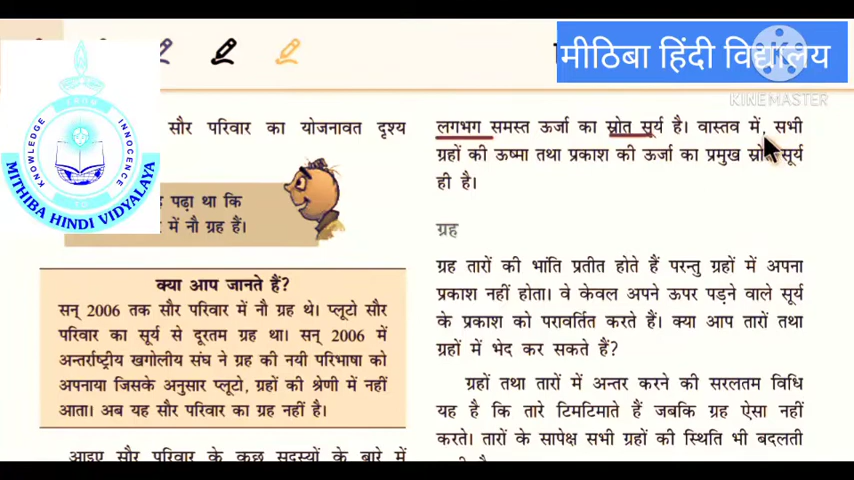 मीठिबा हिंदी विद्यालय
KINEMASTER
KNOWLEDGE
INNOCENCE
MITHIBA HINDI VIDYALAYA
सौर परिवार का योजनावत दृश्य
पढ़ा था कि
में नौ ग्रह हैं।
क्या आप जानते हैं?
सन् 2006 तक सौर परिवार में नौ ग्रह थे। प्लूटो सौर
परिवार का सूर्य से दूरतम ग्रह था। सन् 2006 में
अन्तर्राष्ट्रीय खगोलीय संघ ने ग्रह की नयी परिभाषा को
अपनाया जिसके अनुसार प्लूटो, ग्रहों की श्रेणी में नहीं
आता। अब यह सौर परिवार का ग्रह नहीं है।
आइए सौर परिवार के कुछ सदस्यों के बारे में
लगभग समस्त ऊर्जा का स्रोत सूर्य है। वास्तव में, सभी
ग्रहों की ऊष्मा तथा प्रकाश की ऊर्जा का प्रमुख स्रोत सूर्य
ही है।
ग्रह
ग्रह तारों की भांति प्रतीत होते हैं परन्तु ग्रहों में अपना
प्रकाश नहीं होता। वे केवल अपने ऊपर पड़ने वाले सूर्य
के प्रकाश को परावर्तित करते हैं। क्या आप तारों तथा
ग्रहों में भेद कर सकते हैं?
ग्रहों तथा तारों में अन्तर करने की सरलतम विधि
यह है कि तारे टिमटिमाते हैं जबकि ग्रह ऐसा नहीं
करते। तारों के सापेक्ष सभी ग्रहों की स्थिति भी बदलती